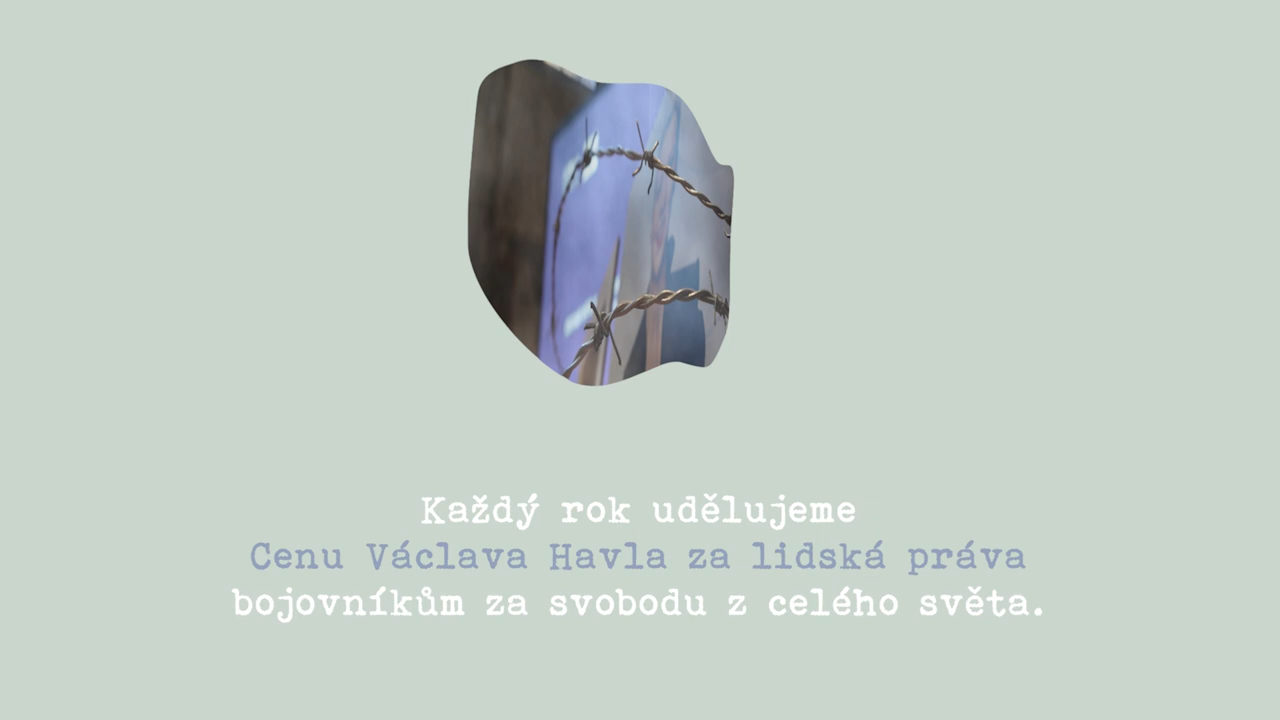 Každý rok udělujeme
Cenu Václava Havla za lidská práva
bojovníkům za svobodu z celého světa.